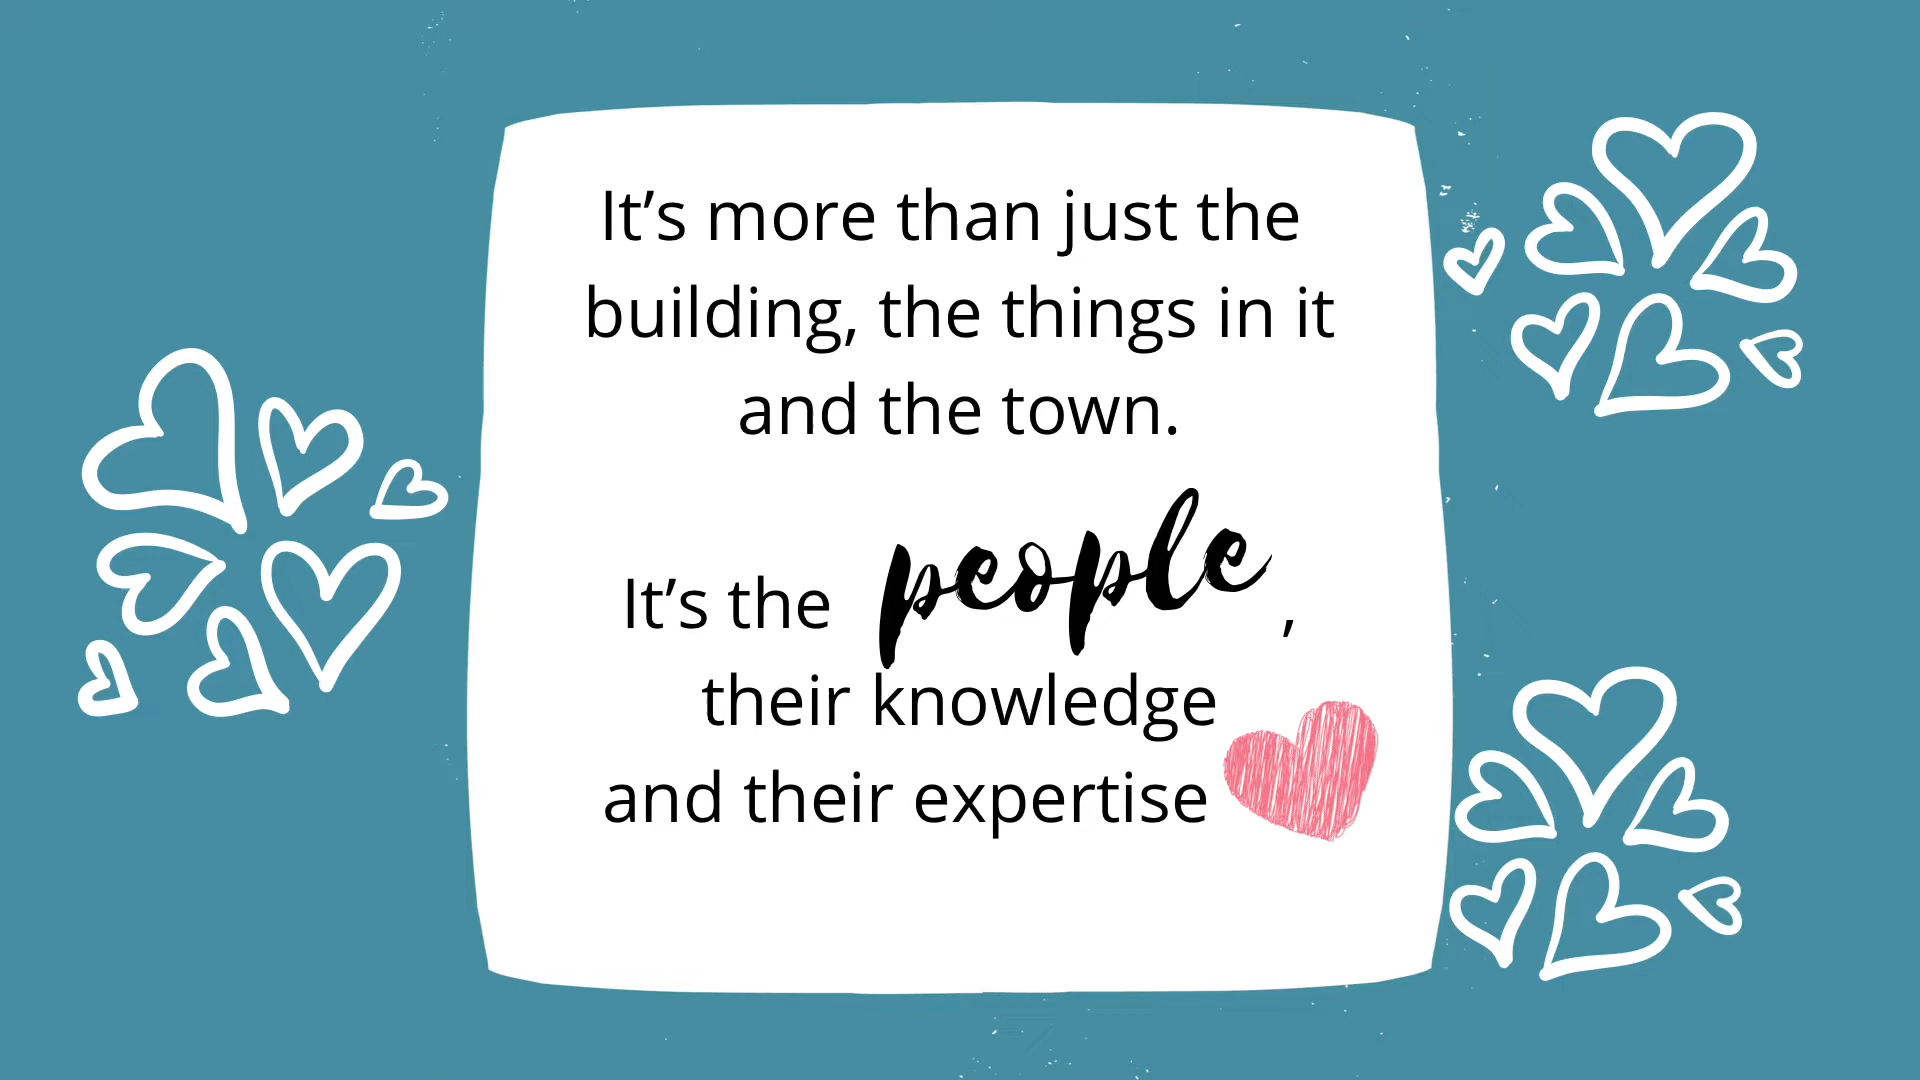 It’s more than just the
building, the things in it
and the town.
It’s the people ,
their knowledge
and their expertise